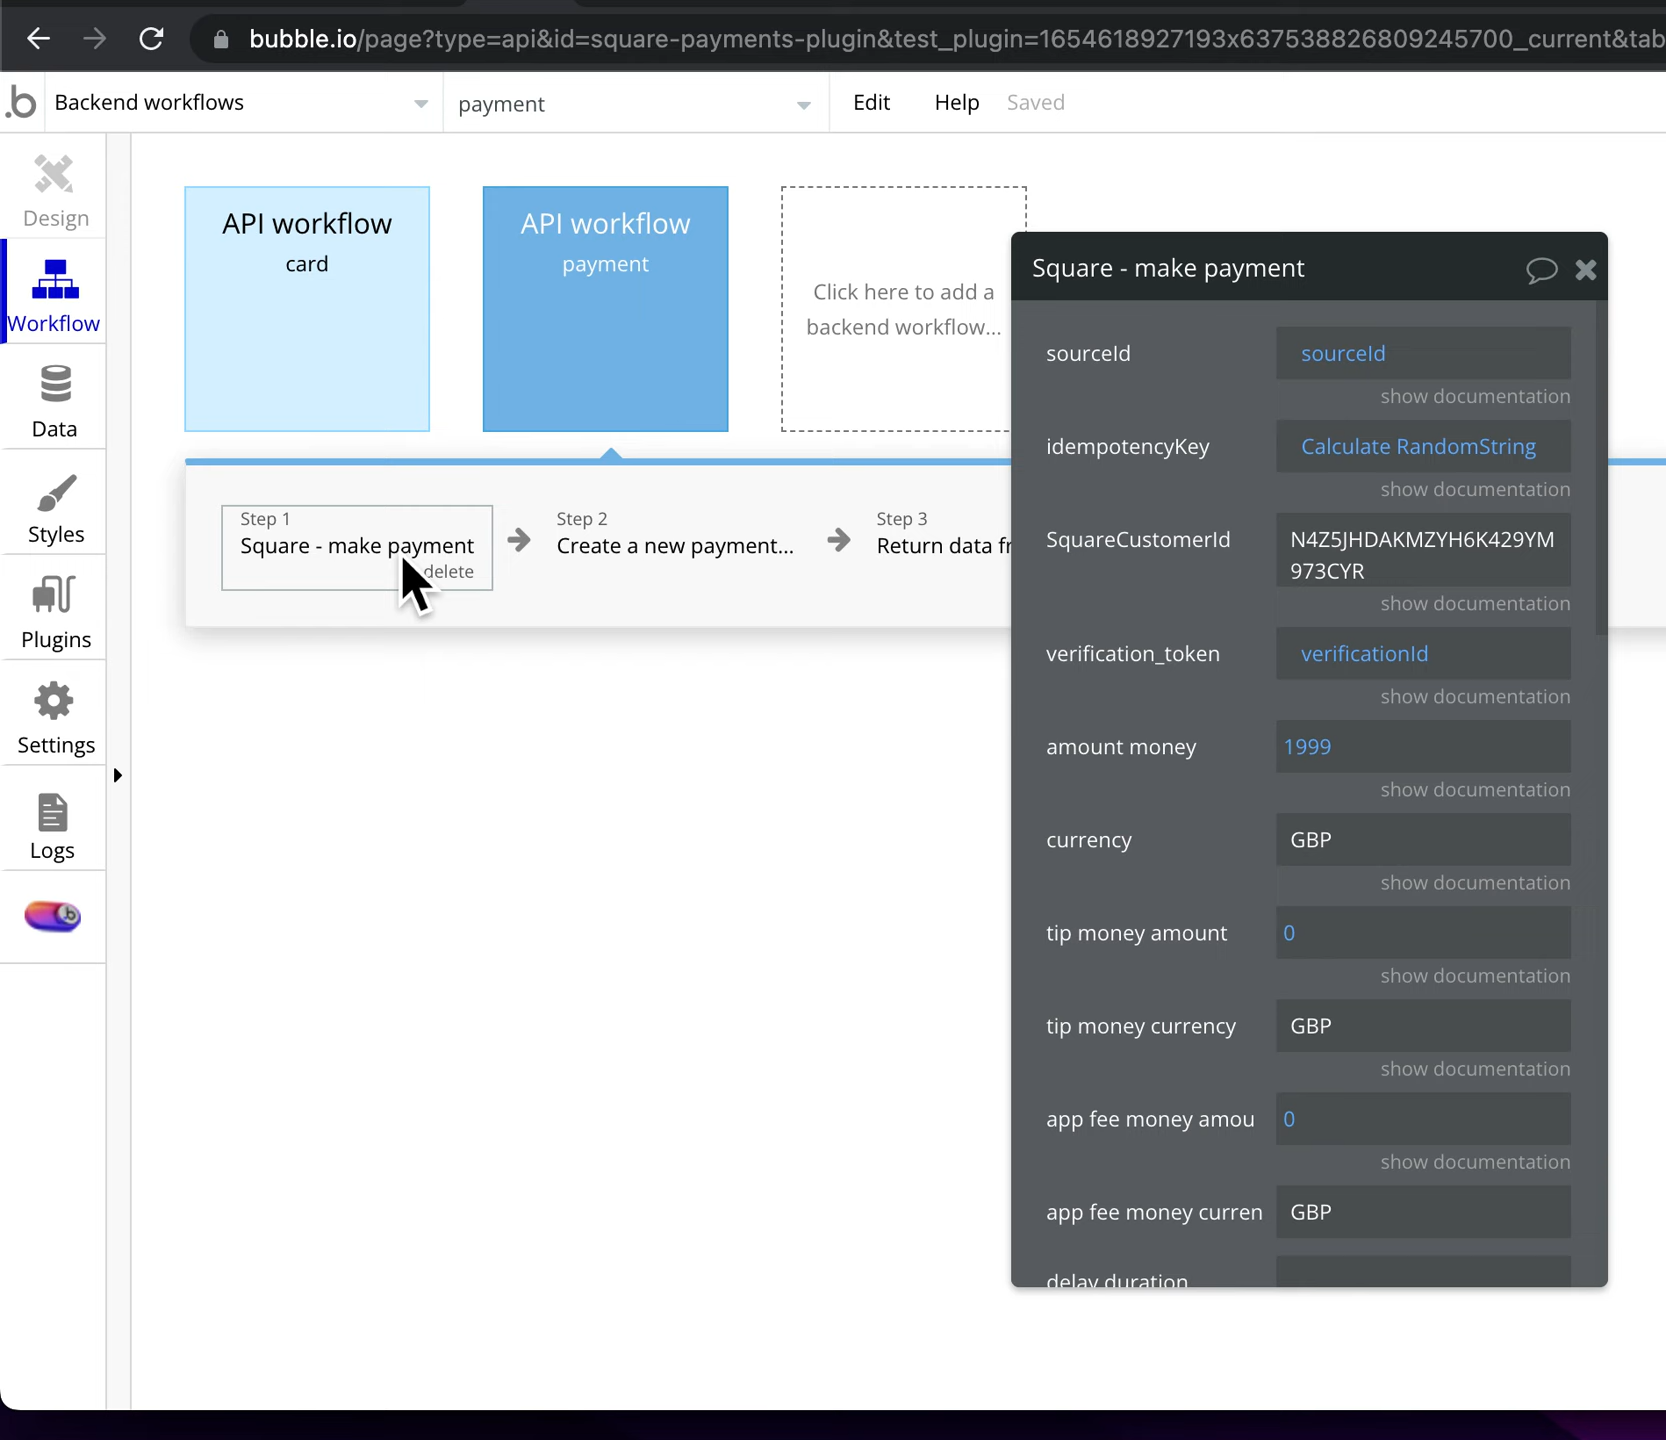 bubble.io/page?type=api&id=square-payments-plugin&test_plugin=1654618927193x637538826809245700_current&tab
.b
Backend workflows
payment
Edit
Help
Saved
Design
Workflow
Data
Styles
Plugins
Settings
Logs
API workflow
card
API workflow
payment
Click here to add a
backend workflow...
Step 1
Square - make payment
delete
Step 2
Create a new payment...
Step 3
Return data fr
Square - make payment
sourceId
sourceId
show documentation
idempotencyKey
Calculate RandomString
show documentation
SquareCustomerId
N4Z5JHDAKMZYH6K429YM
973CYR
show documentation
verification_token
verificationId
show documentation
amount money
1999
show documentation
currency
GBP
show documentation
tip money amount
0
show documentation
tip money currency
GBP
show documentation
app fee money amou
0
show documentation
app fee money curren
GBP
delay duration